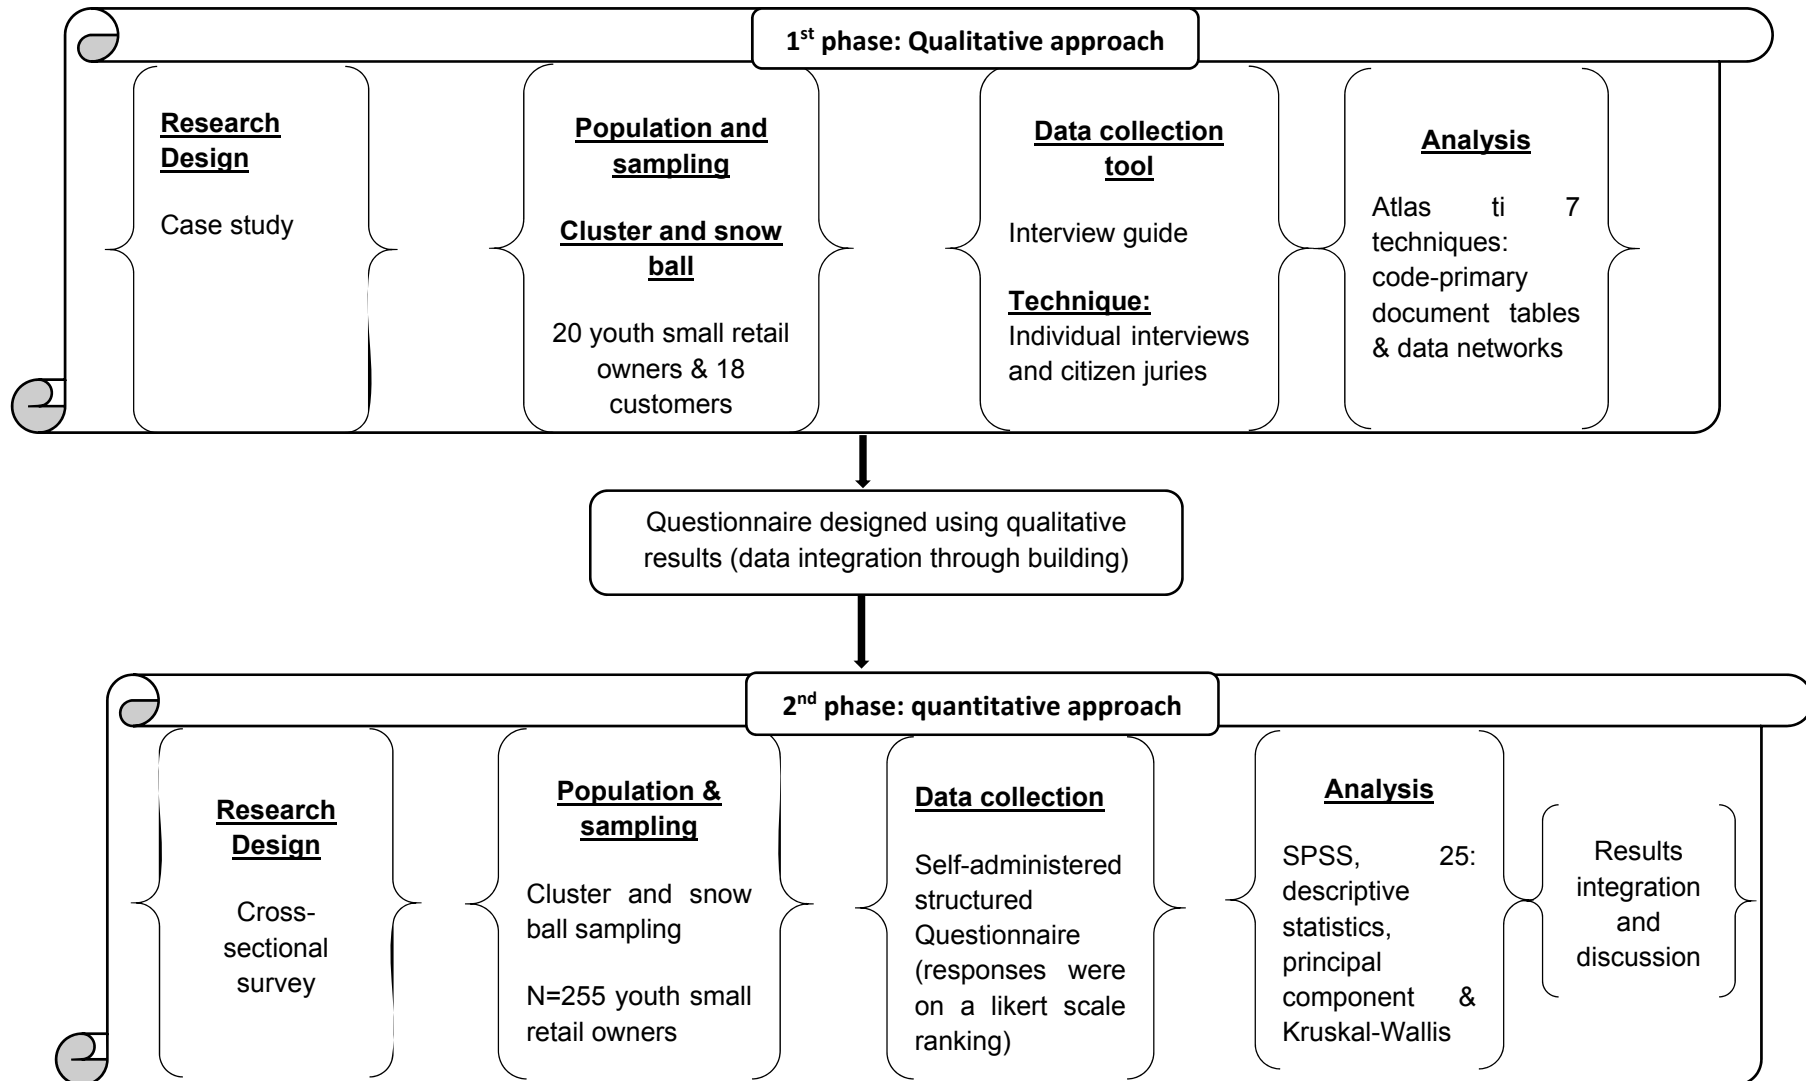 1st phase: Qualitative approach
Research
Design
Case study
Population and
sampling
Cluster and snow
ball
20 youth small retail
owners & 18
customers
Data collection
tool
Interview guide
Technique:
Individual interviews
and citizen juries
Analysis
Atlas ti 7
techniques:
code-primary
document tables
& data networks
Questionnaire designed using qualitative
results (data integration through building)
2nd phase: quantitative approach
Research
Design
Cross-
sectional
survey
Population &
sampling
Cluster and snow
ball sampling
N=255 youth small
retail owners
Data collection
Self-administered
structured
Questionnaire
(responses were
on a likert scale
ranking)
Analysis
SPSS, 25:
descriptive
statistics,
principal
component &
Kruskal-Wallis
Results
integration
and
discussion